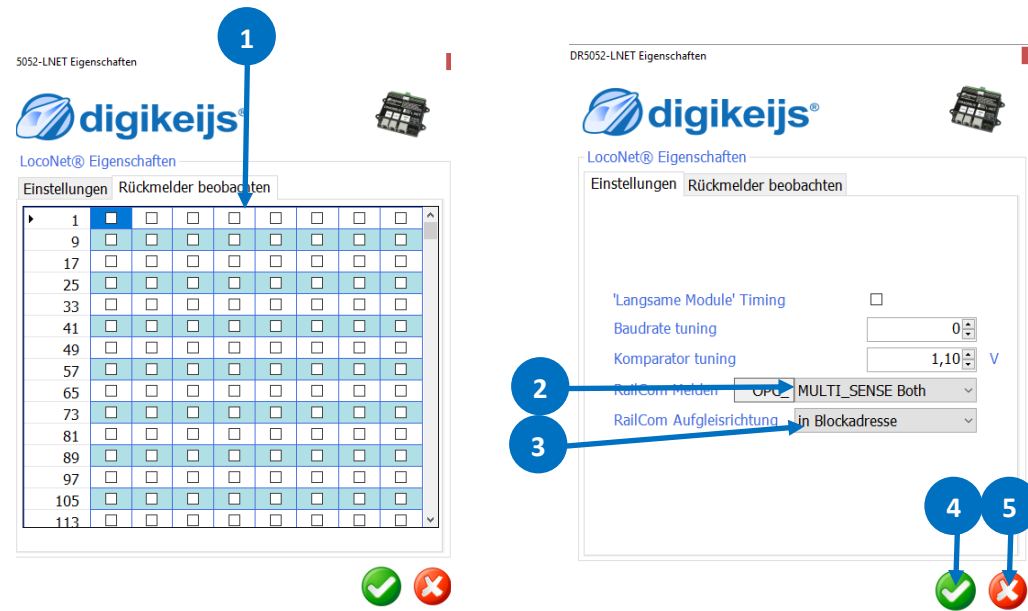 1
5052-LNET Eigenschaften
digikeijs
LocoNet® Eigenschaften
Einstellungen Rückmelder beobachten
1
9
17
25
33
41
49
57
65
73
81
89
97
105
113
DR5052-LNET Eigenschaften
digikeijs®
LocoNet® Eigenschaften
Einstellungen Rückmelder beobachten
'Langsame Module' Timing
Baudrate tuning 0
Komparator tuning 1,10 V
2
RailCom Melden OPC_ MULTI_SENSE Both
RailCom Aufgleisrichtung in Blockadresse
3
4 5